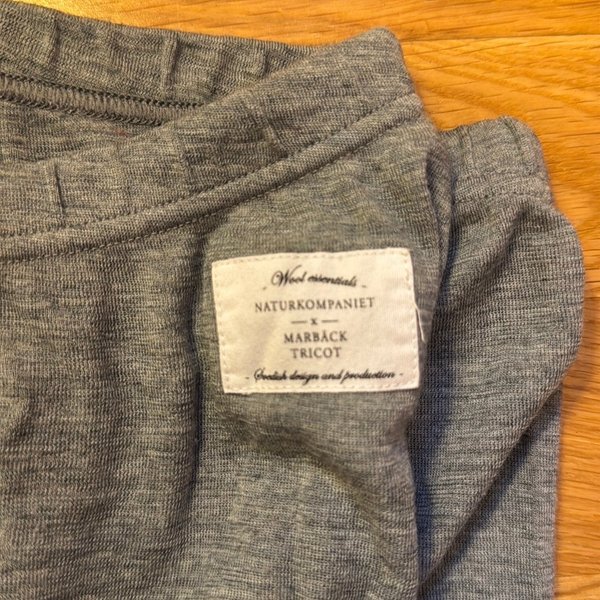 - Wool essentials -
NATURKOMPANIET
— x —
MARBÄCK
TRICOT
- Swedish design and production -